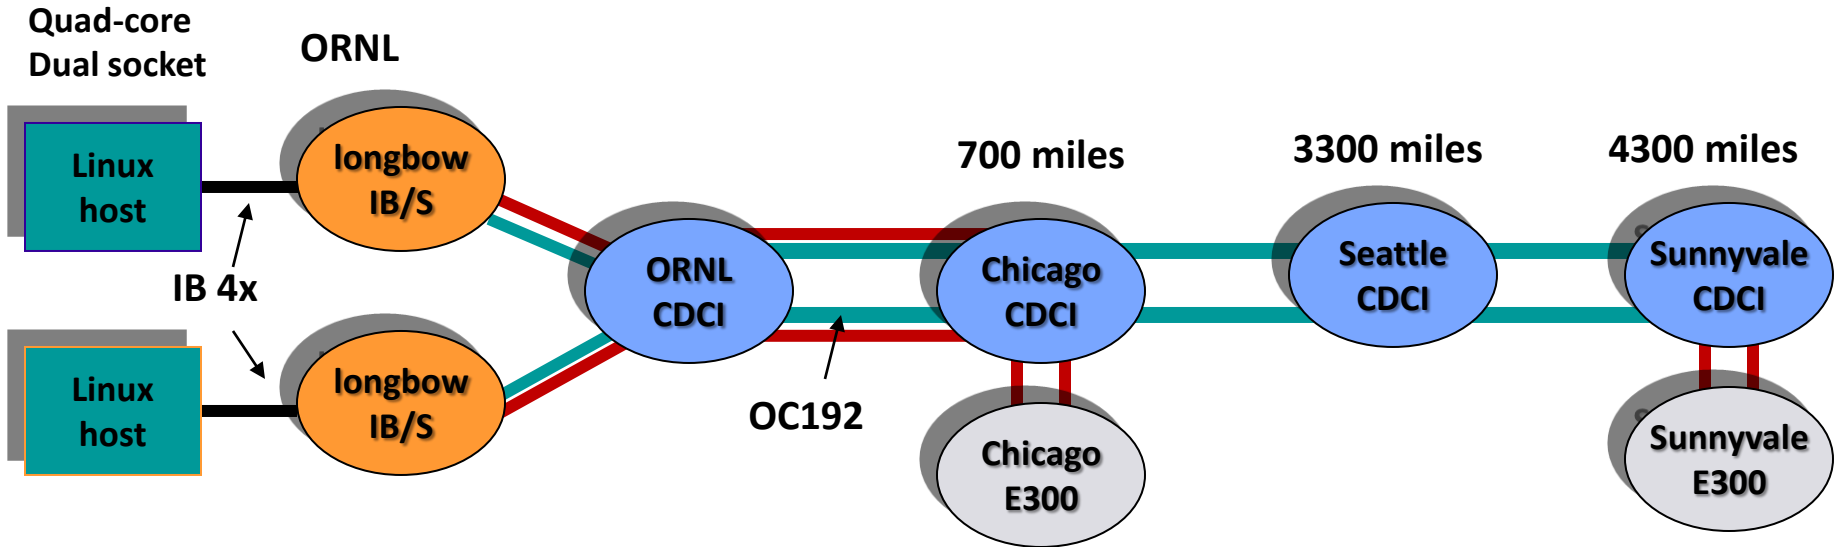 Quad-core
Dual socket
ORNL
Linux
host
longbow
IB/S
700 miles
3300 miles
4300 miles
IB 4x
ORNL
CDCI
Chicago
CDCI
Seattle
CDCI
Sunnyvale
CDCI
Linux
host
longbow
IB/S
OC192
Chicago
E300
Sunnyvale
E300